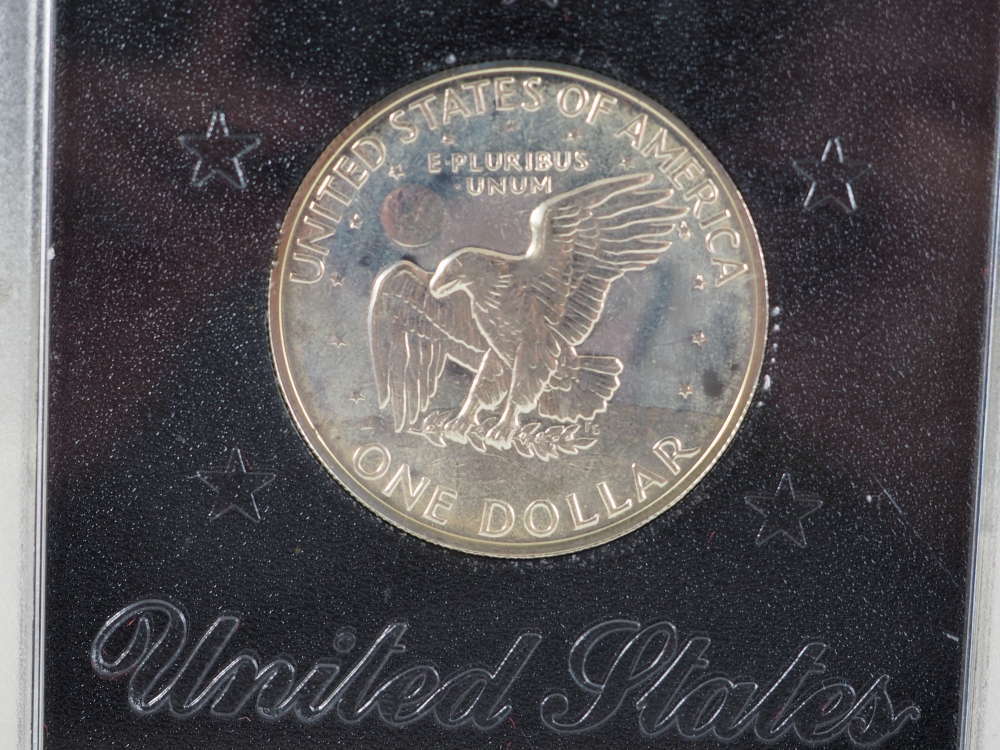 UNITED STATES OF AMERICA
E·PLURIBUS
·UNUM
ONE DOLLAR
United States